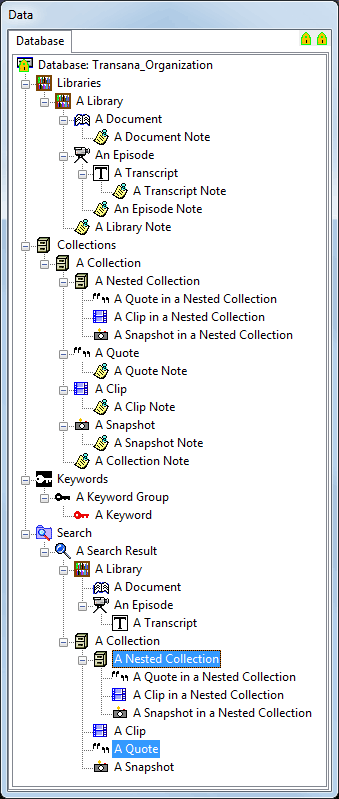 Data
Database
Database: Transana_Organization
Libraries
A Library
A Document
A Document Note
An Episode
T A Transcript
A Transcript Note
An Episode Note
A Library Note
Collections
A Collection
A Nested Collection
A Quote in a Nested Collection
A Clip in a Nested Collection
A Snapshot in a Nested Collection
A Quote
A Quote Note
A Clip
A Clip Note
A Snapshot
A Snapshot Note
A Collection Note
Keywords
A Keyword Group
A Keyword
Search
A Search Result
A Library
A Document
An Episode
T A Transcript
A Collection
A Nested Collection
A Quote in a Nested Collection
A Clip in a Nested Collection
A Snapshot in a Nested Collection
A Clip
A Quote
A Snapshot